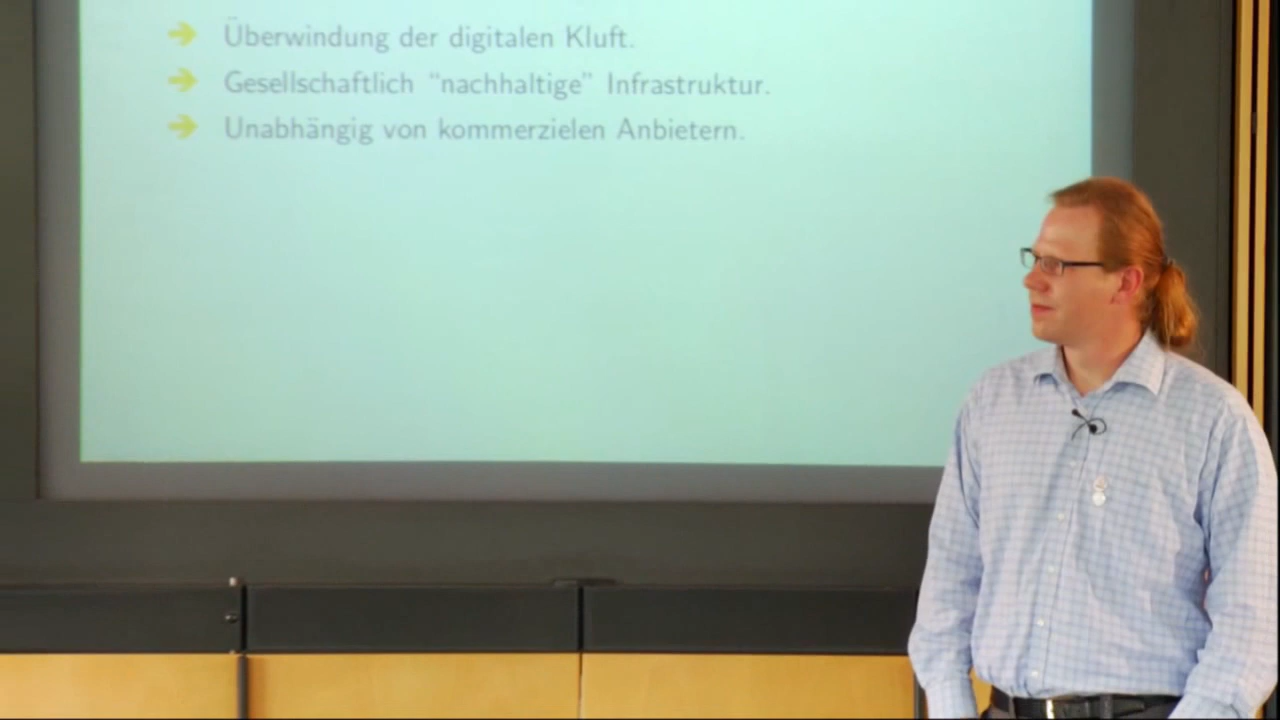 → Überwindung der digitalen Kluft.
→ Gesellschaftlich “nachhaltige” Infrastruktur.
→ Unabhängig von kommerzielen Anbietern.